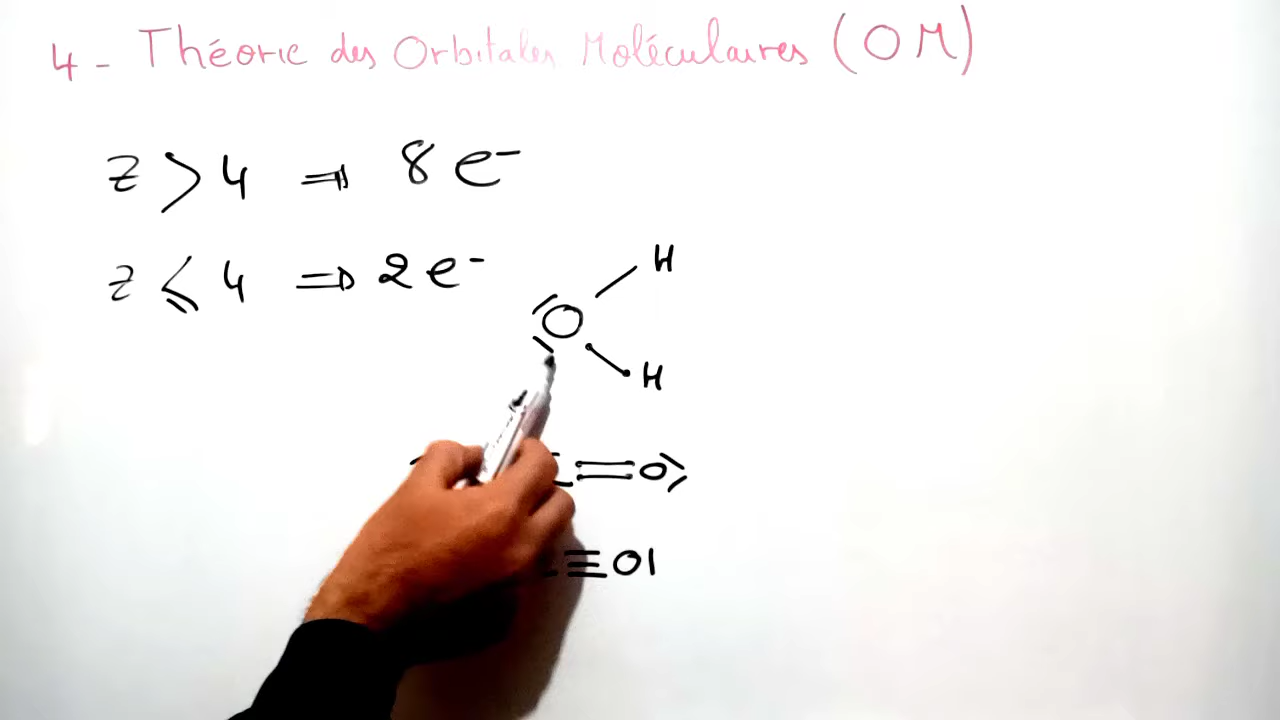 4 - Théorie des Orbitales Moléculaires (OM)
z > 4 ⇒ 8 e⁻
z ≤ 4 ⇒ 2 e⁻
H
O
H
=O
≡O|